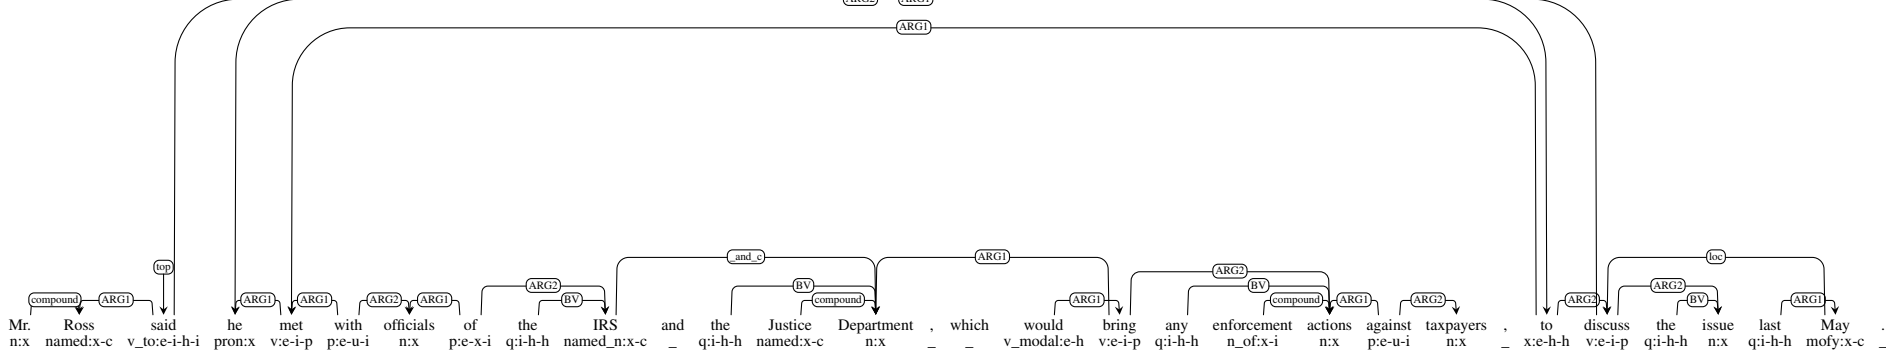 ARG2 ARG1
ARG1
_and_c ARG1 loc
top
ARG2 BV ARG2 BV ARG2
compound ARG1 ARG1 ARG1 ARG2 ARG1 BV compound ARG1 compound ARG1 ARG2 ARG2 BV ARG1
Mr. Ross said he met with officials of the IRS and the Justice Department , which would bring any enforcement actions against taxpayers , to discuss the issue last May .
n:x named:x-c v_to:e-i-h-i pron:x v:e-i-p p:e-u-i n:x p:e-x-i q:i-h-h named_n:x-c _ q:i-h-h named:x-c n:x _ _ v_modal:e-h v:e-i-p q:i-h-h n_of:x-i n:x p:e-u-i n:x _ x:e-h-h v:e-i-p q:i-h-h n:x q:i-h-h mofy:x-c _